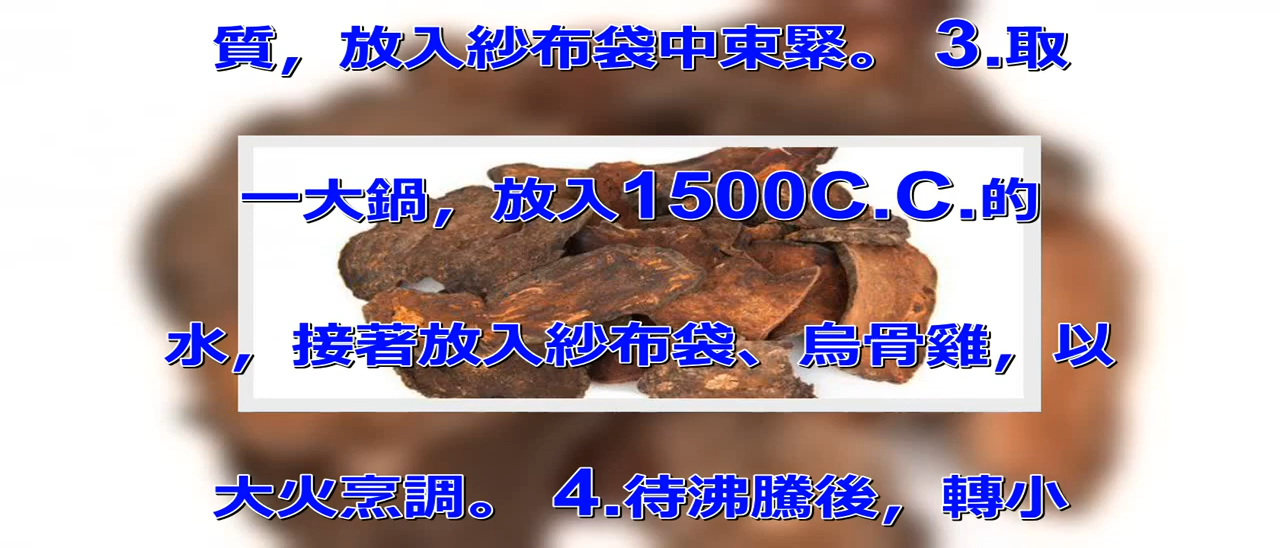 質，放入紗布袋中束緊。 3.取
一大鍋，放入1500C.C.的
水，接著放入紗布袋、烏骨雞，以
大火烹調。 4.待沸騰後，轉小